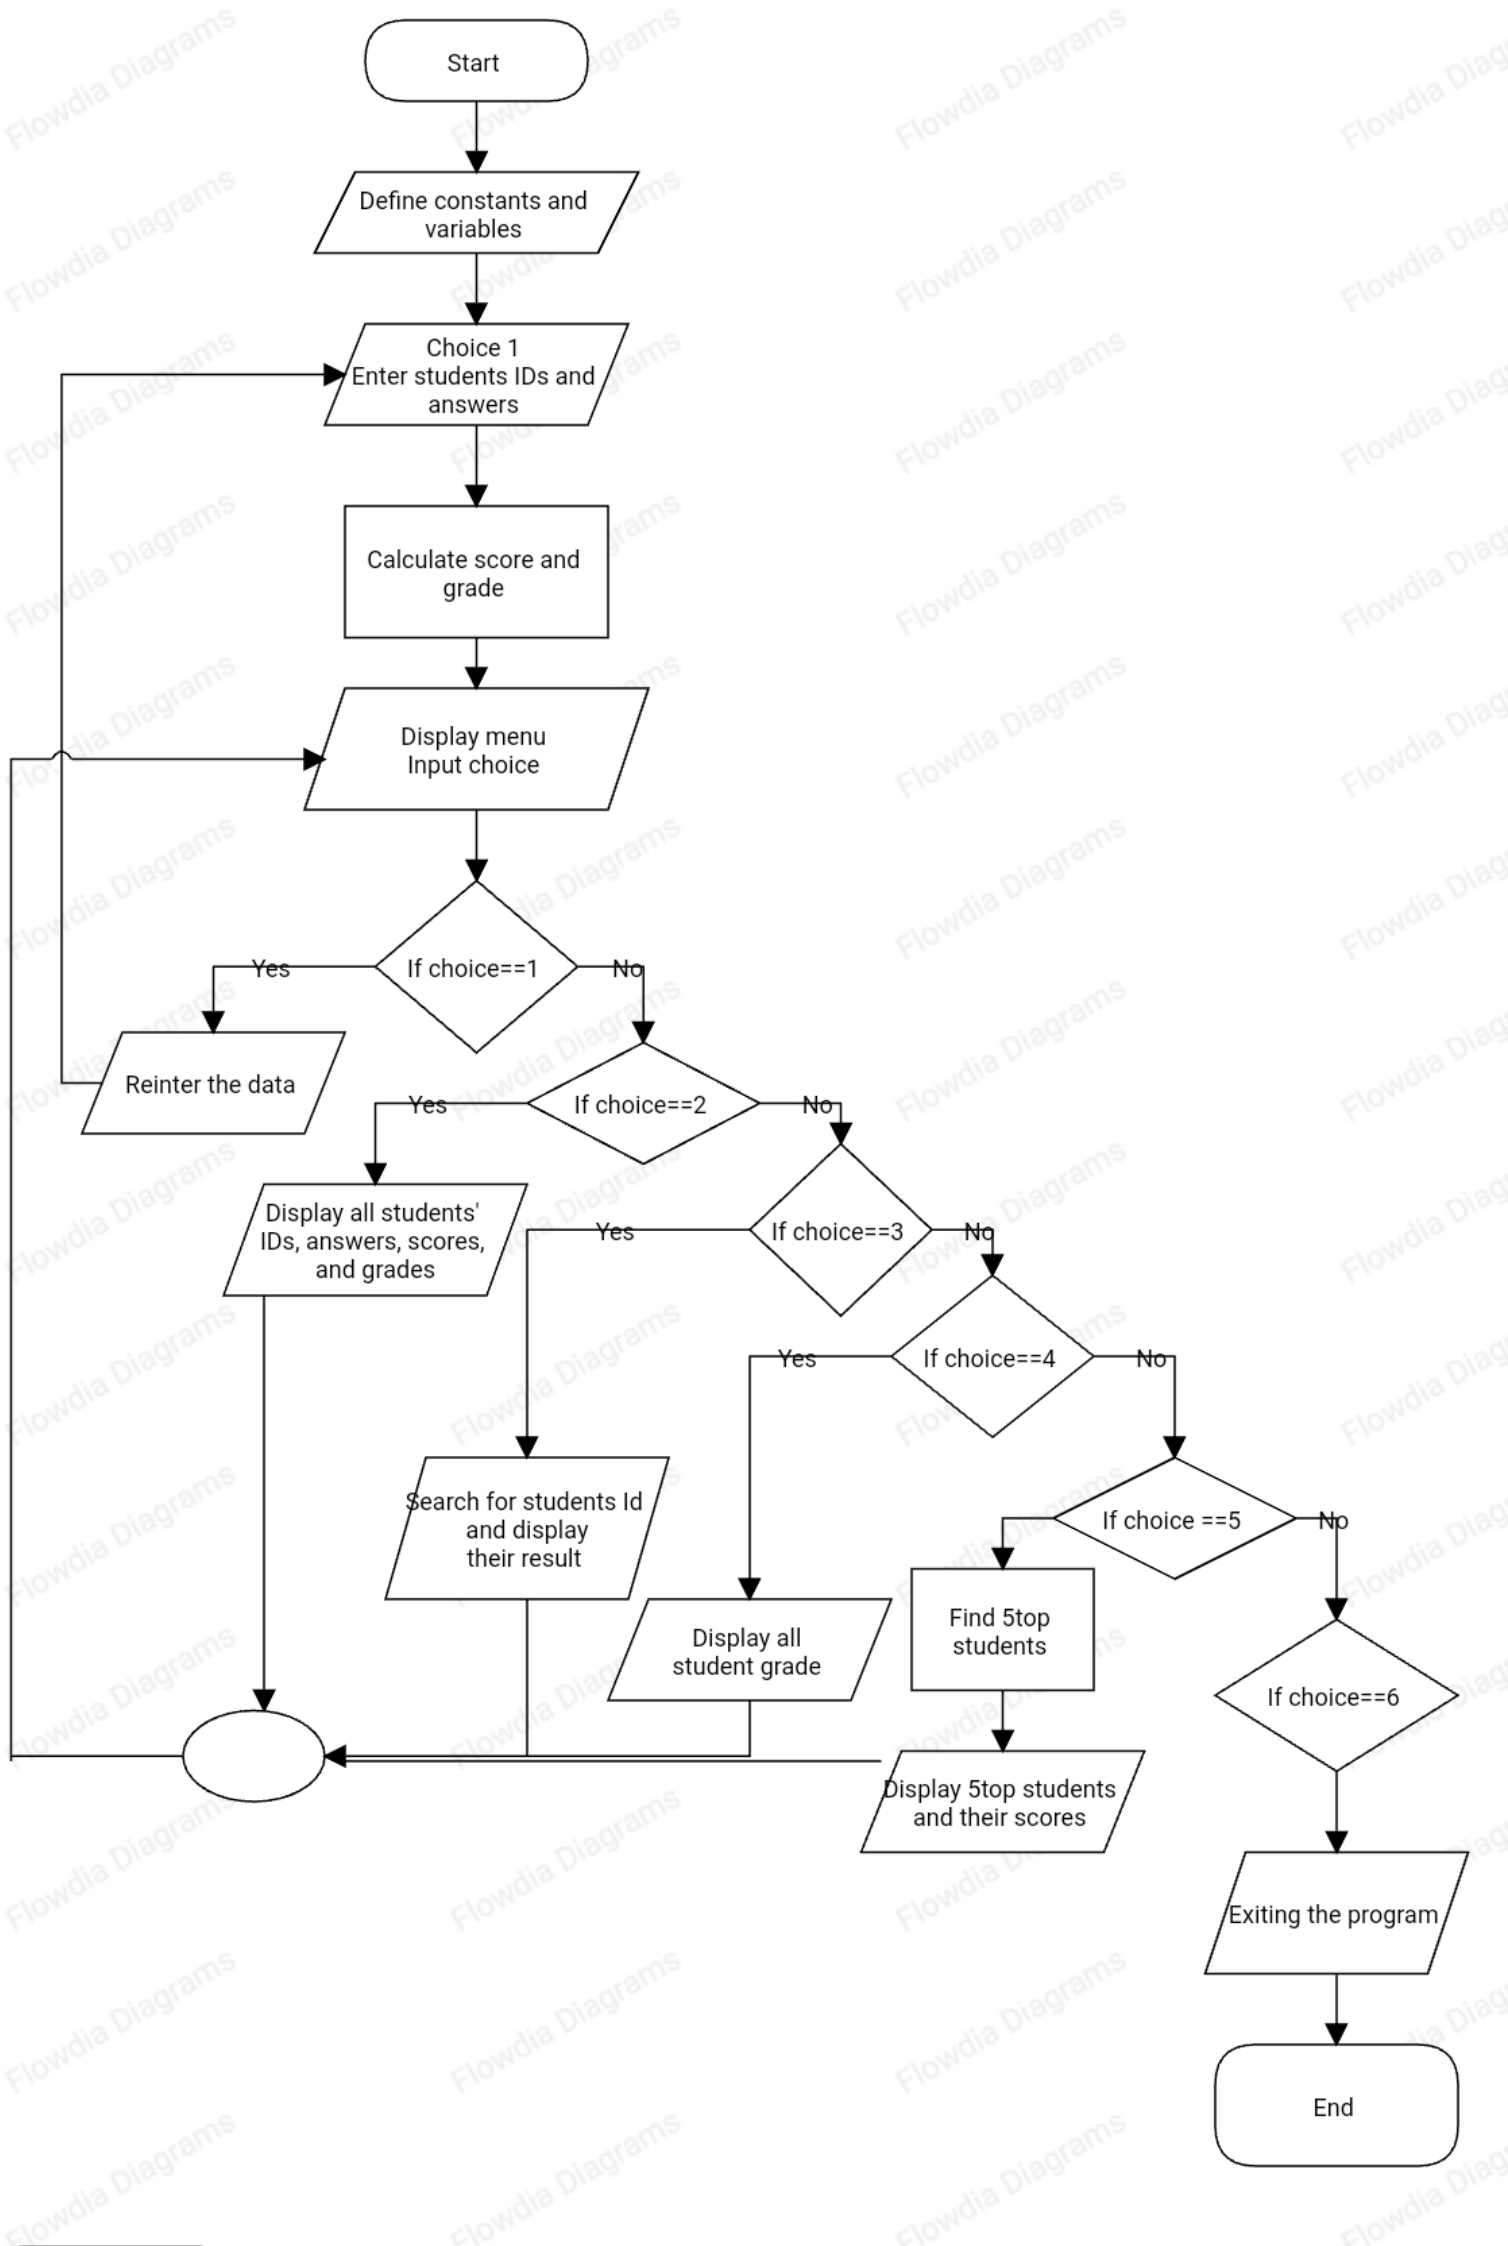 Start
Define constants and
variables
Choice 1
Enter students IDs and
answers
Calculate score and
grade
Display menu
Input choice
If choice==1
Yes
No
Reinter the data
If choice==2
Yes
No
Display all students'
IDs, answers, scores,
and grades
If choice==3
Yes
No
If choice==4
Yes
No
Search for students Id
and display
their result
If choice ==5
No
Display all
student grade
Find 5top
students
If choice==6
Display 5top students
and their scores
Exiting the program
End
Flowdia Diagrams